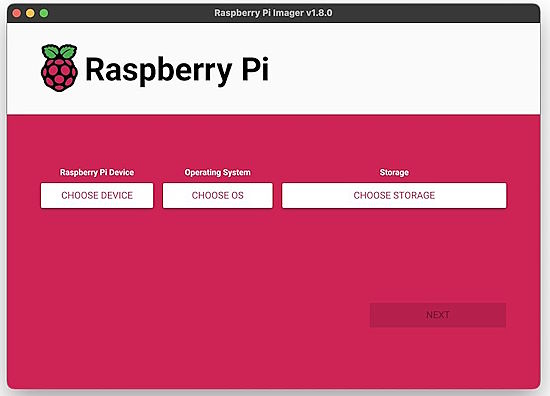 Raspberry Pi Imager v1.8.0
Raspberry Pi
Raspberry Pi Device Operating System Storage
CHOOSE DEVICE CHOOSE OS CHOOSE STORAGE
NEXT